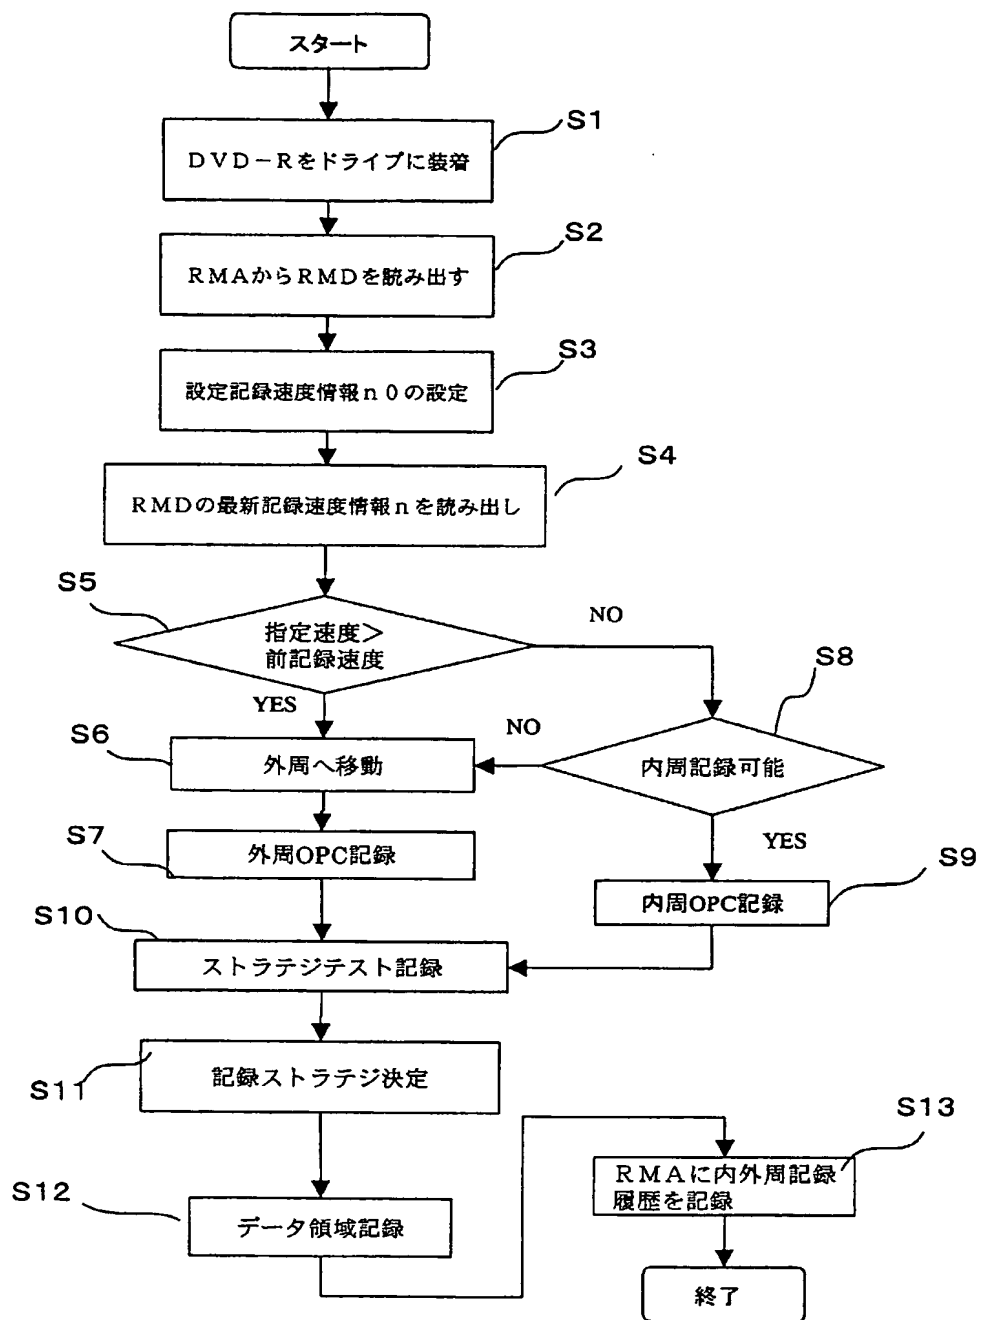 スタート
S1
DVD-Rをドライブに装着
S2
RMAからRMDを読み出す
S3
設定記録速度情報n0の設定
S4
RMDの最新記録速度情報nを読み出し
S5
指定速度>
前記録速度
NO
YES
S8
内周記録可能
NO
YES
S6
外周へ移動
S7
外周OPC記録
S9
内周OPC記録
S10
ストラテジテスト記録
S11
記録ストラテジ決定
S12
データ領域記録
S13
RMAに内外周記録
履歴を記録
終了